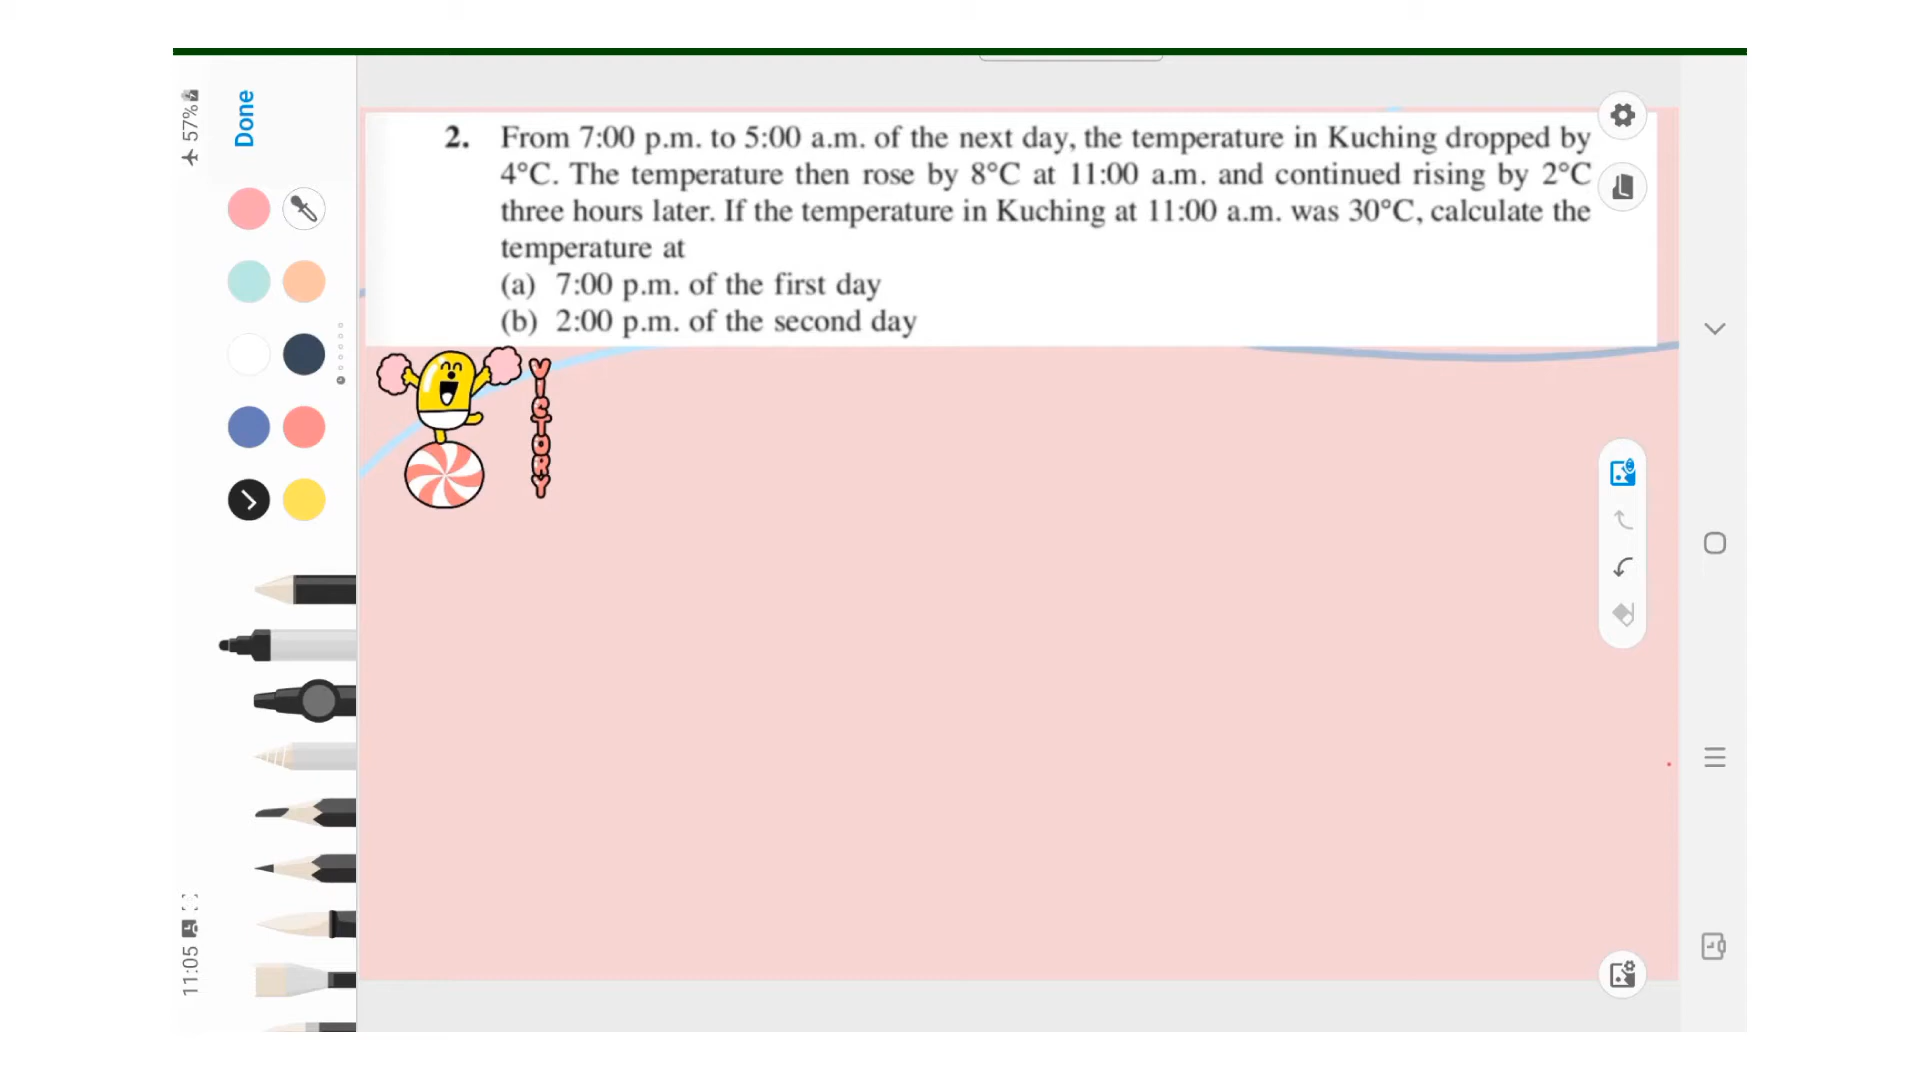 57%
Done
2. From 7:00 p.m. to 5:00 a.m. of the next day, the temperature in Kuching dropped by
4°C. The temperature then rose by 8°C at 11:00 a.m. and continued rising by 2°C
three hours later. If the temperature in Kuching at 11:00 a.m. was 30°C, calculate the
temperature at
(a) 7:00 p.m. of the first day
(b) 2:00 p.m. of the second day
VICTORY
11:05